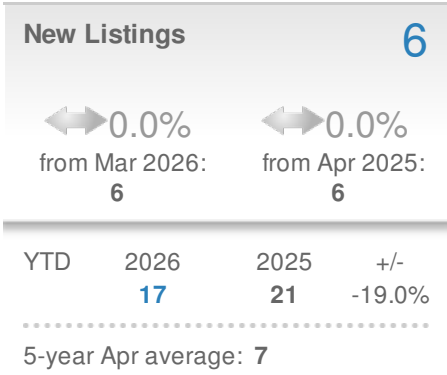 New Listings 6
0.0% 0.0%
from Mar 2026: from Apr 2025:
6 6
YTD 2026 2025 +/-
17 21 -19.0%
5-year Apr average: 7